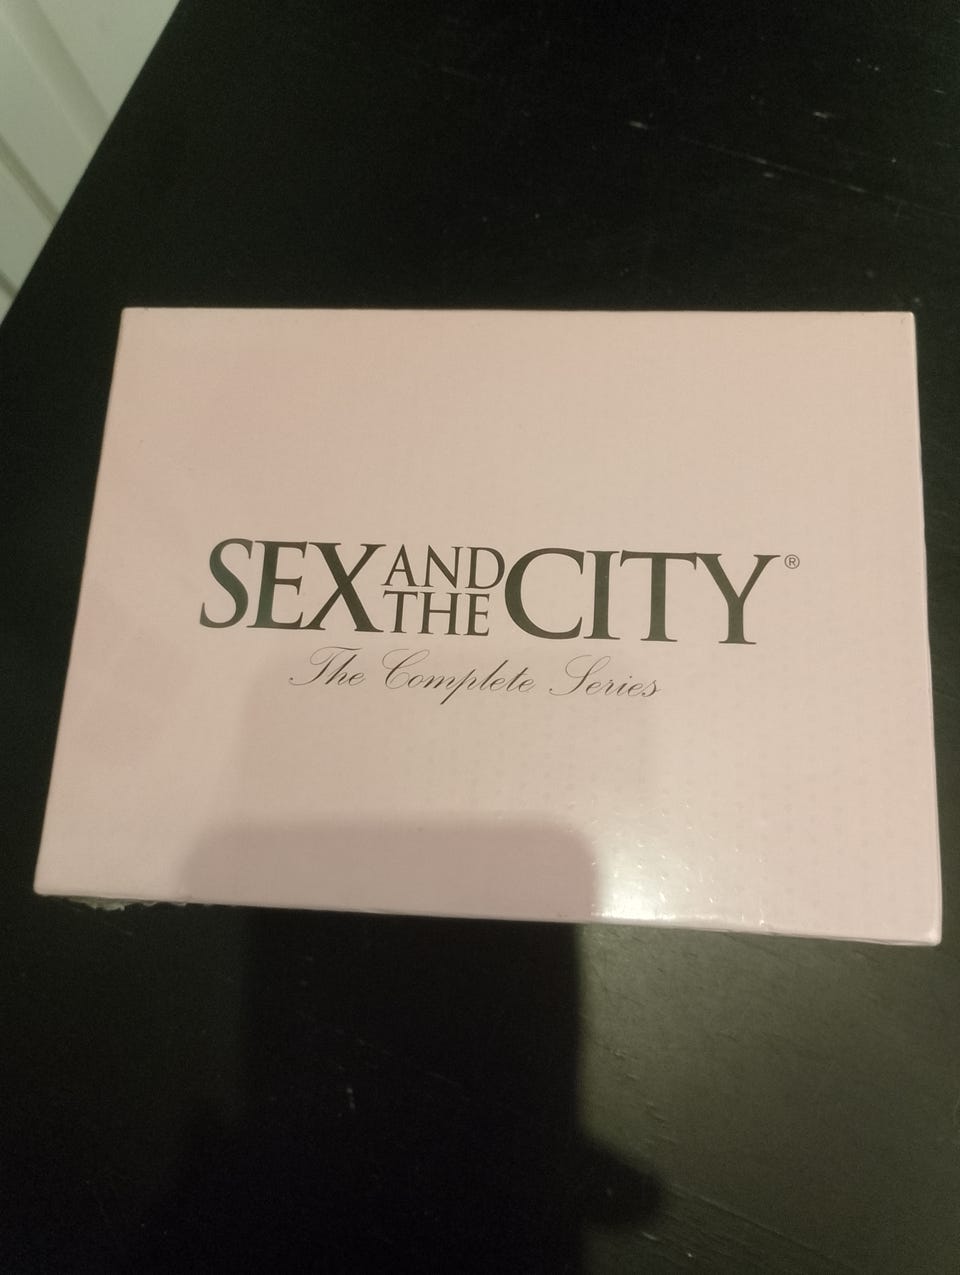 SEX AND THE CITY®
The Complete Series